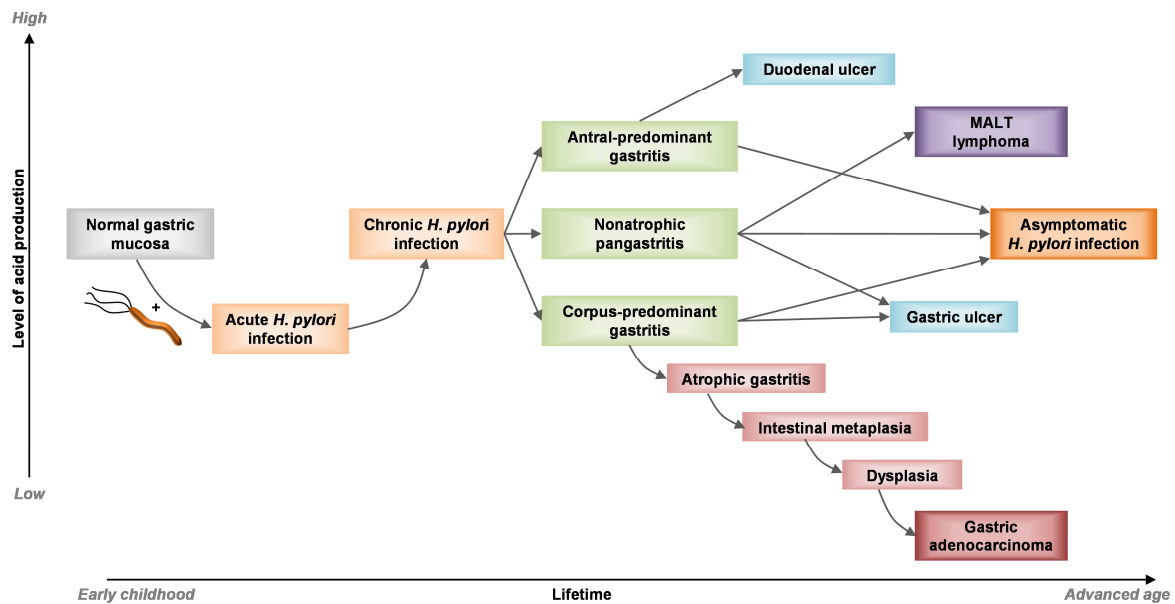 High
Level of acid production
Low
Normal gastric
mucosa
+
Acute H. pylori
infection
Chronic H. pylori
infection
Antral-predominant
gastritis
Nonatrophic
pangastritis
Corpus-predominant
gastritis
Duodenal ulcer
MALT
lymphoma
Asymptomatic
H. pylori infection
Gastric ulcer
Atrophic gastritis
Intestinal metaplasia
Dysplasia
Gastric
adenocarcinoma
Early childhood
Lifetime
Advanced age